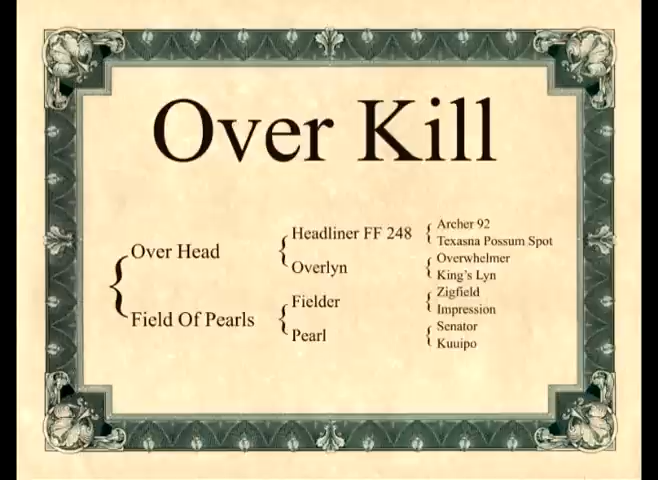 Over Kill
Over Head
Field Of Pearls
Headliner FF 248
Overlyn
Fielder
Pearl
Archer 92
Texasna Possum Spot
Overwhelmer
King's Lyn
Zigfield
Impression
Senator
Kuuipo